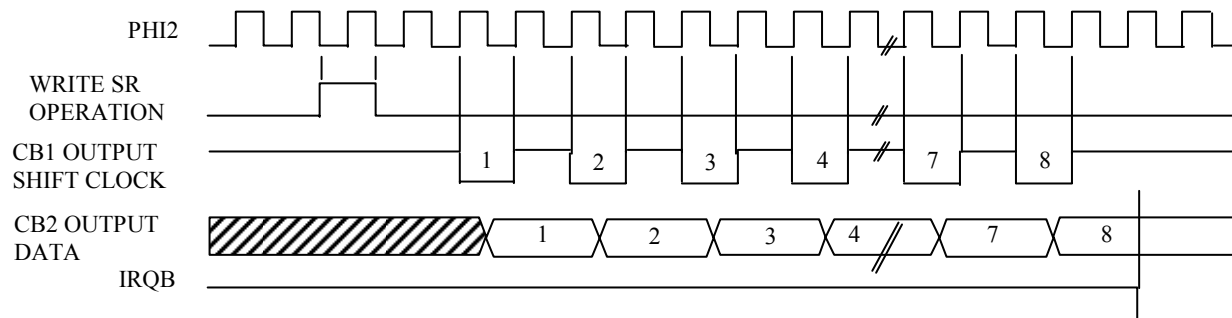 PHI2
WRITE SR
OPERATION
CB1 OUTPUT
SHIFT CLOCK
1 2 3 4 7 8
CB2 OUTPUT
DATA
1 2 3 4 7 8
IRQB